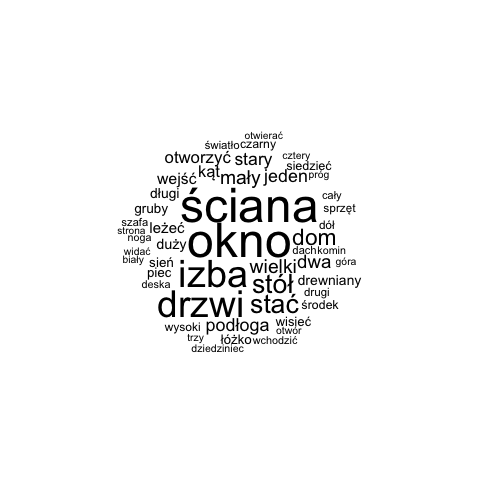 otwierać
światło czarny
otworzyć stary cztery
siedzieć
wejść kąt mały jeden próg
długi ściana cały
gruby sprzęt
szafa leżeć dół
strona okno dom
noga duży
widać dach komin
biały sień izba wielki dwa góra
piec stół drewniany
deska drugi
drzwi stać środek
wysoki podłoga wisieć
otwór
trzy łóżko wchodzić
dziedziniec